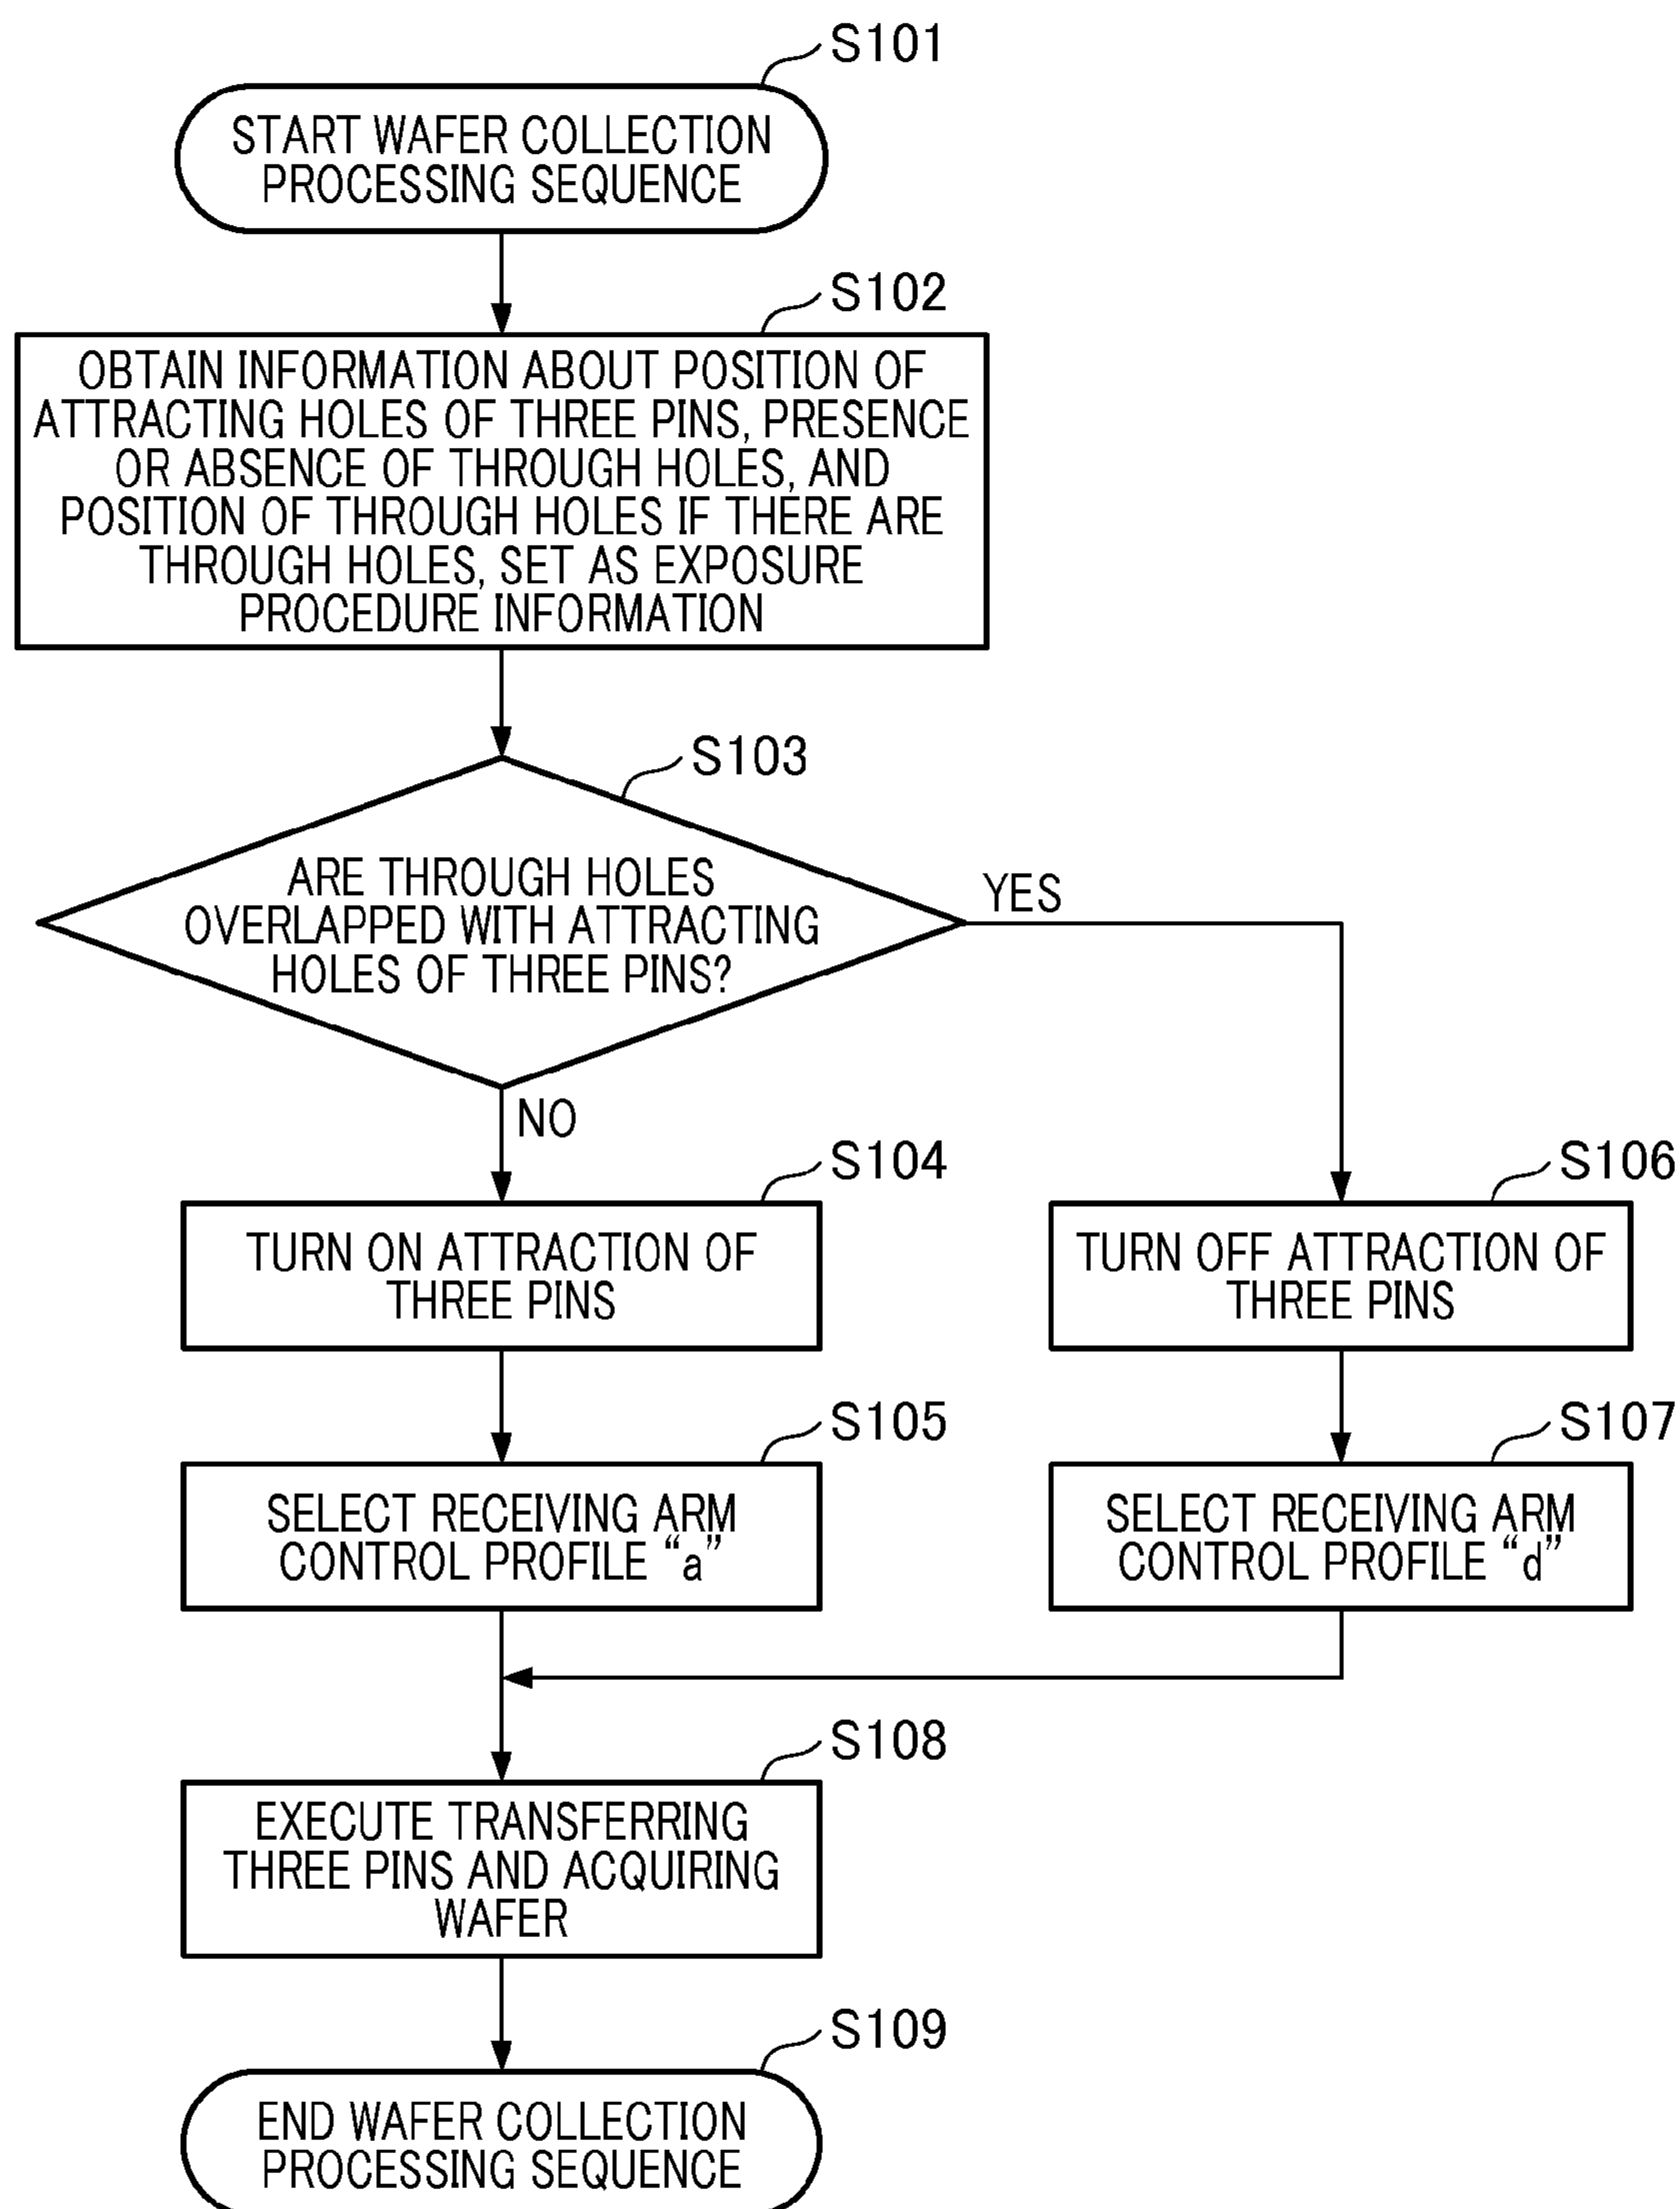 S101
START WAFER COLLECTION
PROCESSING SEQUENCE
S102
OBTAIN INFORMATION ABOUT POSITION OF
ATTRACTING HOLES OF THREE PINS, PRESENCE
OR ABSENCE OF THROUGH HOLES, AND
POSITION OF THROUGH HOLES IF THERE ARE
THROUGH HOLES, SET AS EXPOSURE
PROCEDURE INFORMATION
S103
ARE THROUGH HOLES
OVERLAPPED WITH ATTRACTING
HOLES OF THREE PINS?
YES
NO
S104
TURN ON ATTRACTION OF
THREE PINS
S106
TURN OFF ATTRACTION OF
THREE PINS
S105
SELECT RECEIVING ARM
CONTROL PROFILE “a”
S107
SELECT RECEIVING ARM
CONTROL PROFILE “d”
S108
EXECUTE TRANSFERRING
THREE PINS AND ACQUIRING
WAFER
S109
END WAFER COLLECTION
PROCESSING SEQUENCE